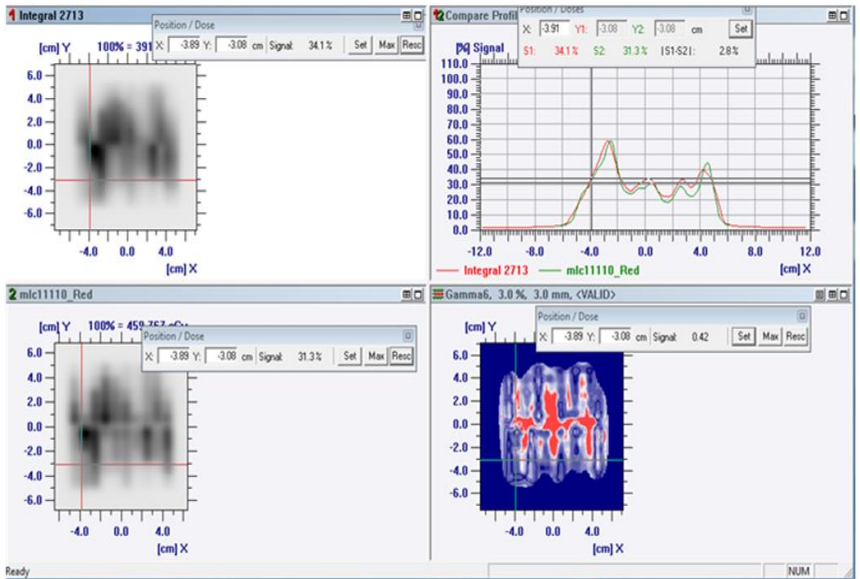 1 Integral 2713
[cm] Y 100% = 391
Position / Dose
X: -3.89 Y: -3.08 cm Signal: 34.1 % Set Max Resc
6.0
4.0
2.0
0.0
-2.0
-4.0
-6.0
-4.0 0.0 4.0
[cm] X
12 Compare Profil
Position / Doses
X: -3.91 Y1: -3.08 Y2: -3.08 cm Set
S1: 34.1 % S2: 31.3 % |S1-S2|: 2.8 %
[%] Signal
110.0
100.0
90.0
80.0
70.0
60.0
50.0
40.0
30.0
20.0
10.0
0.0
-12.0 -8.0 -4.0 0.0 4.0 8.0 12.0
Integral 2713 mlc11110_Red [cm] X
2 mlc11110_Red
[cm] Y 100% = 459.767
Position / Dose
X: -3.89 Y: -3.08 cm Signal: 31.3 % Set Max Resc
6.0
4.0
2.0
0.0
-2.0
-4.0
-6.0
-4.0 0.0 4.0
[cm] X
Gamma6, 3.0 %, 3.0 mm, <VALID>
[cm] Y
Position / Dose
X: -3.89 Y: -3.08 cm Signal: 0.42 Set Max Resc
6.0
4.0
2.0
0.0
-2.0
-4.0
-6.0
-4.0 0.0 4.0
[cm] X
Ready NUM